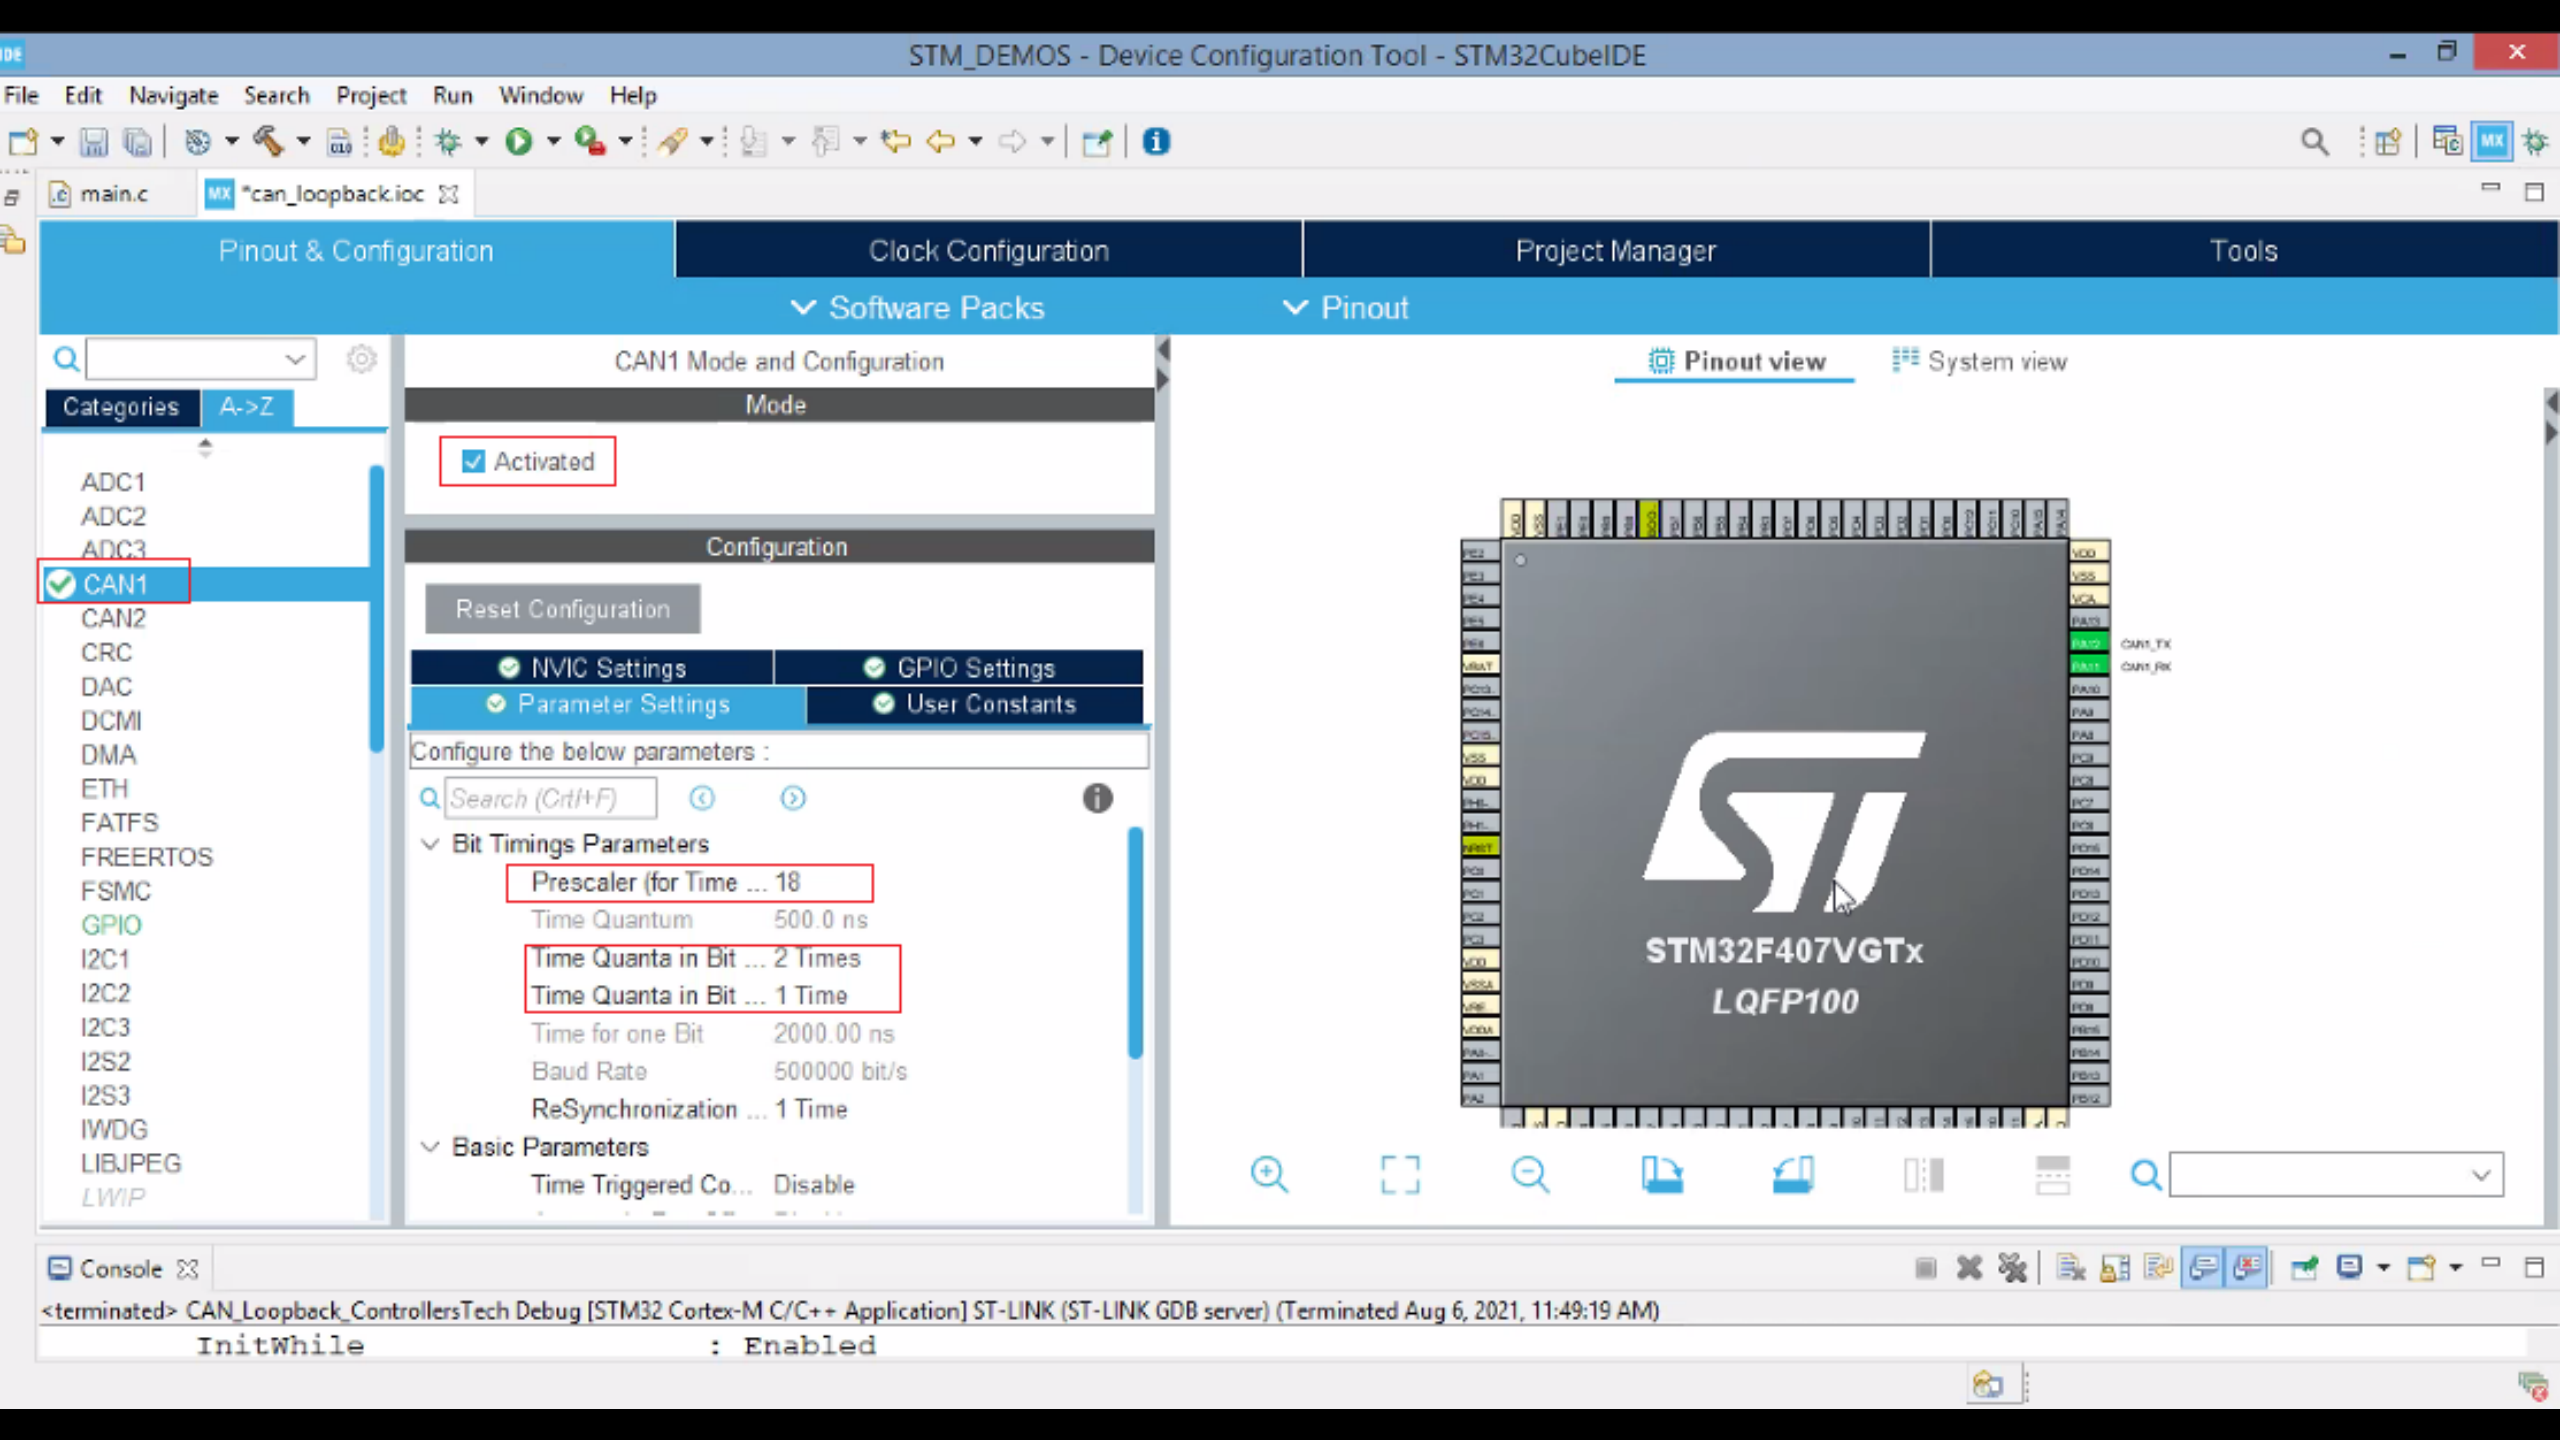 IDE
STM_DEMOS - Device Configuration Tool - STM32CubeIDE
File Edit Navigate Search Project Run Window Help
010
MX
main.c
MX *can_loopback.ioc
Pinout & Configuration
Clock Configuration
Project Manager
Tools
Software Packs
Pinout
Categories
A->Z
ADC1
ADC2
ADC3
CAN1
CAN2
CRC
DAC
DCMI
DMA
ETH
FATFS
FREERTOS
FSMC
GPIO
I2C1
I2C2
I2C3
I2S2
I2S3
IWDG
LIBJPEG
LWIP
CAN1 Mode and Configuration
Mode
Activated
Configuration
Reset Configuration
NVIC Settings
GPIO Settings
Parameter Settings
User Constants
Configure the below parameters :
Search (Crtl+F)
Bit Timings Parameters
Prescaler (for Time ... 18
Time Quantum 500.0 ns
Time Quanta in Bit ... 2 Times
Time Quanta in Bit ... 1 Time
Time for one Bit 2000.00 ns
Baud Rate 500000 bit/s
ReSynchronization ... 1 Time
Basic Parameters
Time Triggered Co... Disable
Pinout view
System view
CAN1_TX
CAN1_RX
ST
STM32F407VGTx
LQFP100
Console
<terminated> CAN_Loopback_ControllersTech Debug [STM32 Cortex-M C/C++ Application] ST-LINK (ST-LINK GDB server) (Terminated Aug 6, 2021, 11:49:19 AM)
InitWhile : Enabled